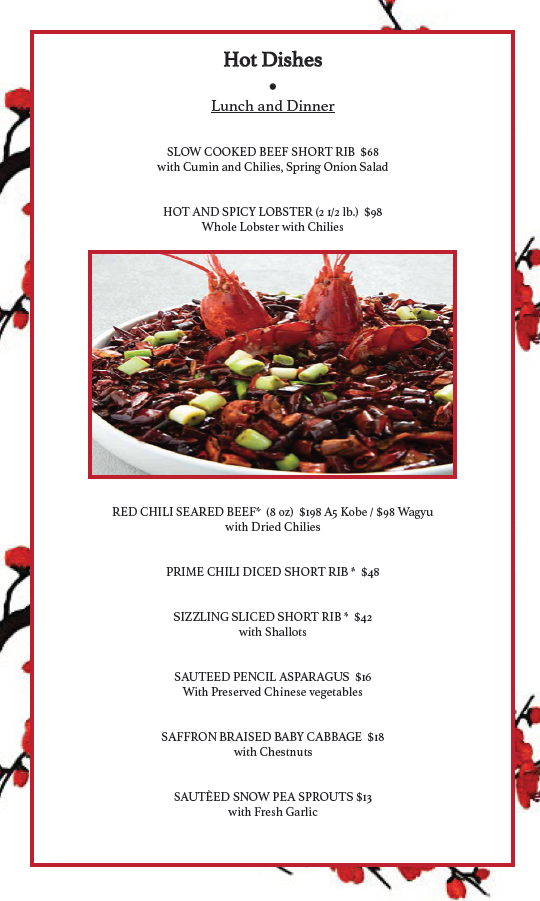 Hot Dishes
•
Lunch and Dinner
SLOW COOKED BEEF SHORT RIB $68
with Cumin and Chilies, Spring Onion Salad
HOT AND SPICY LOBSTER (2 1/2 lb.) $98
Whole Lobster with Chilies
RED CHILI SEARED BEEF* (8 oz) $198 A5 Kobe / $98 Wagyu
with Dried Chilies
PRIME CHILI DICED SHORT RIB * $48
SIZZLING SLICED SHORT RIB * $42
with Shallots
SAUTEED PENCIL ASPARAGUS $16
With Preserved Chinese vegetables
SAFFRON BRAISED BABY CABBAGE $18
with Chestnuts
SAUTÈED SNOW PEA SPROUTS $13
with Fresh Garlic